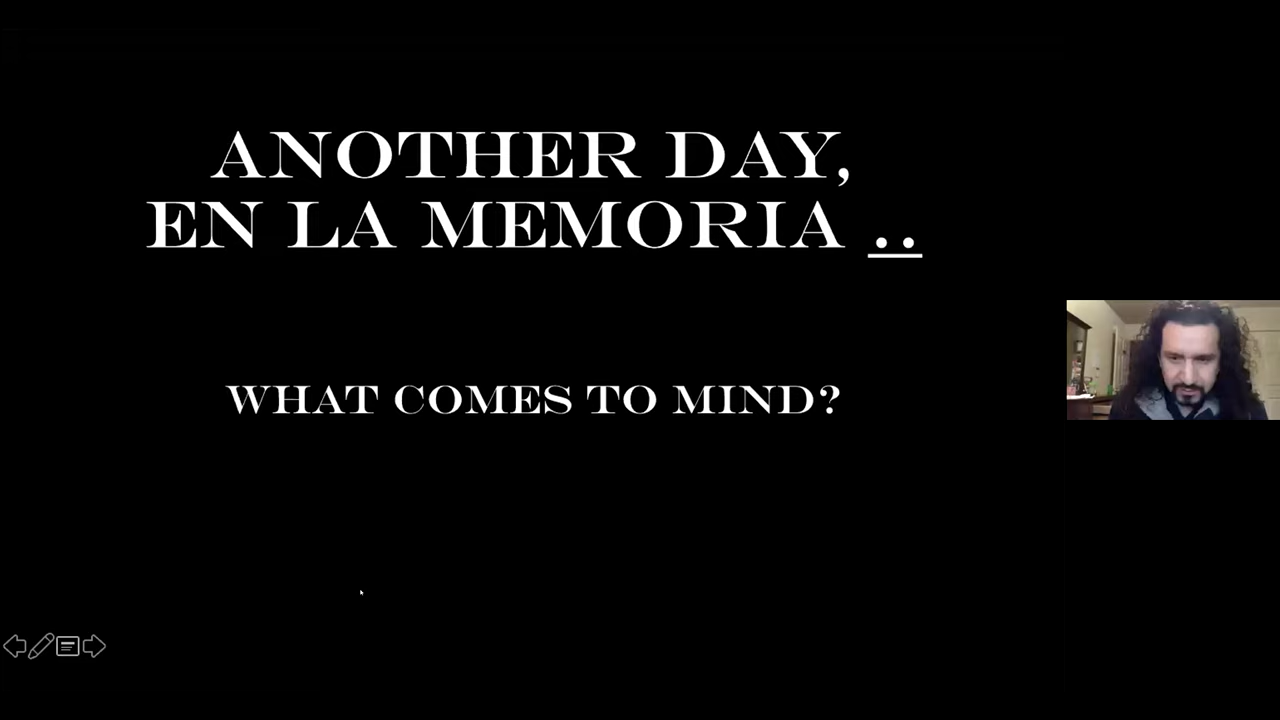 ANOTHER DAY,
EN LA MEMORIA ..
WHAT COMES TO MIND?